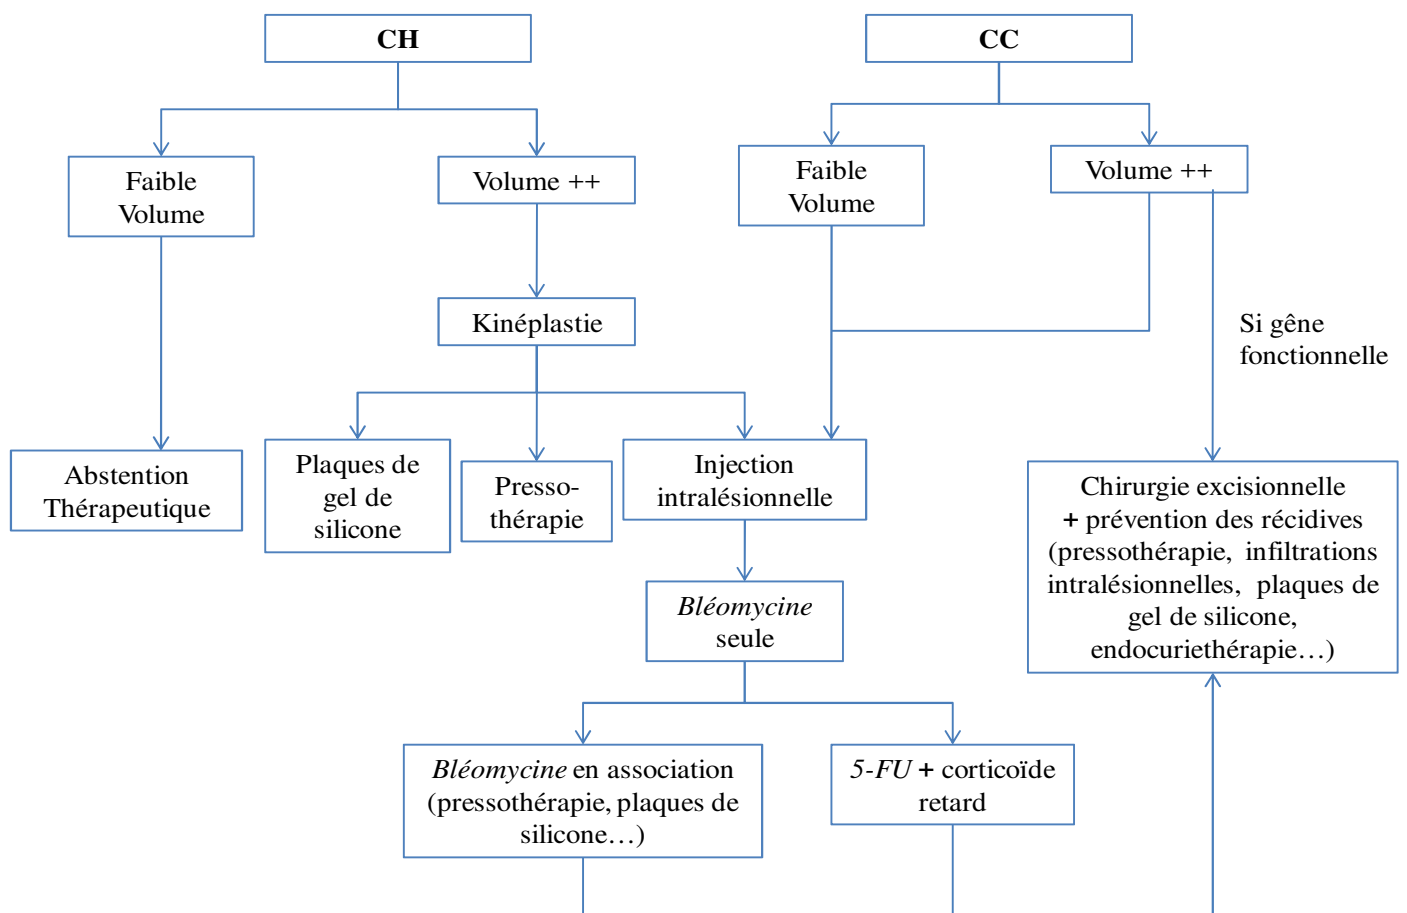 CH
CC
Faible
Volume
Volume ++
Faible
Volume
Volume ++
Kinéplastie
Si gêne
fonctionnelle
Abstention
Thérapeutique
Plaques de
gel de
silicone
Presso-
thérapie
Injection
intralésionnelle
Chirurgie excisionnelle
+ prévention des récidives
(pressothérapie, infiltrations
intralésionnelles, plaques de
gel de silicone,
endocuriethérapie…)
Bléomycine
seule
Bléomycine en association
(pressothérapie, plaques de
silicone…)
5-FU + corticoïde
retard